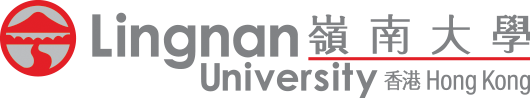 Lingnan 嶺南大學
University 香港 Hong Kong